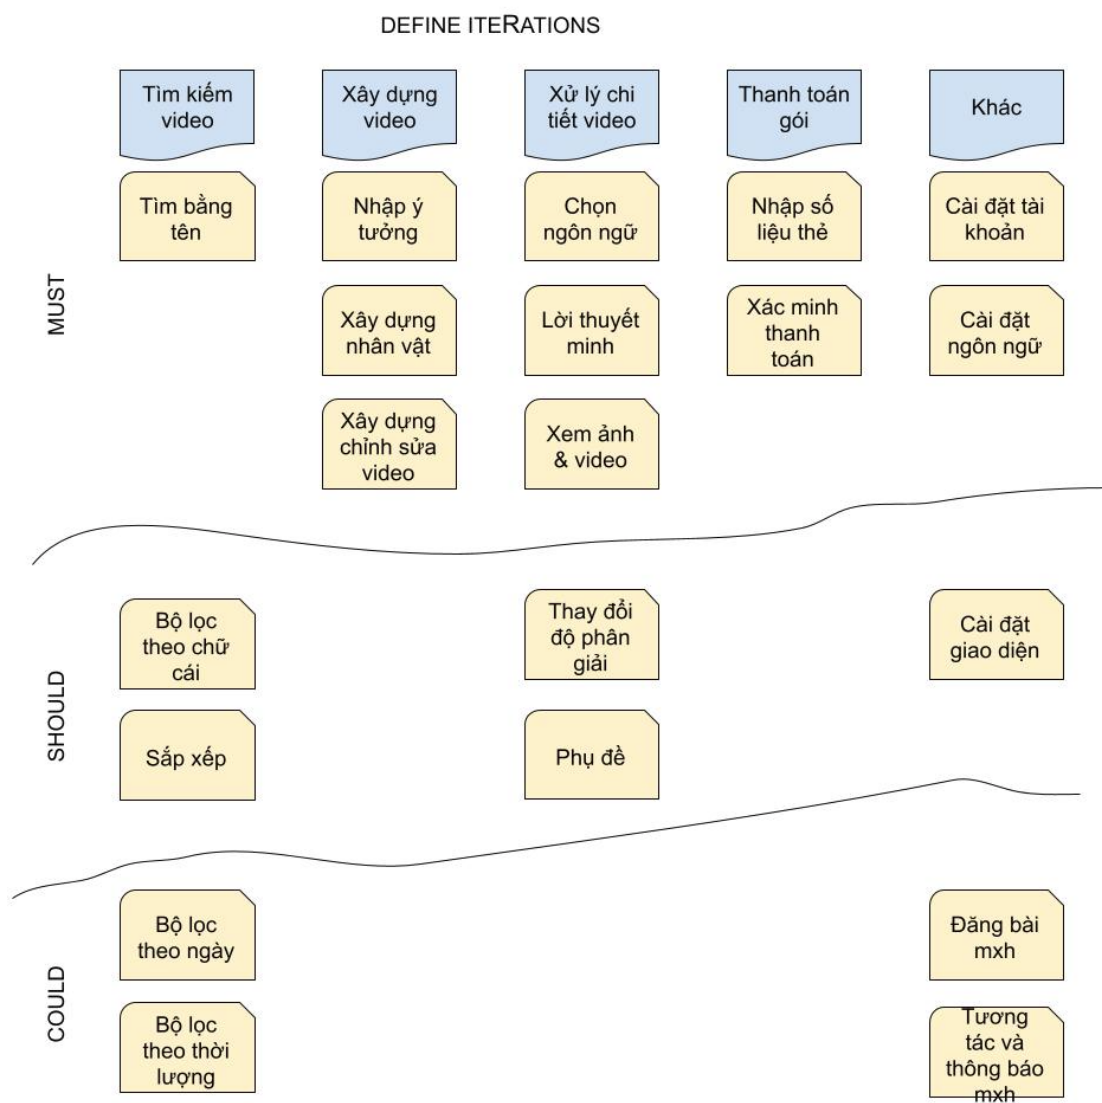 DEFINE ITERATIONS
Tìm kiếm
video
Xây dựng
video
Xử lý chi
tiết video
Thanh toán
gói
Khác
MUST
Tìm bằng
tên
Nhập ý
tưởng
Chọn
ngôn ngữ
Nhập số
liệu thẻ
Cài đặt tài
khoản
Xây dựng
nhân vật
Lời thuyết
minh
Xác minh
thanh
toán
Cài đặt
ngôn ngữ
Xây dựng
chỉnh sửa
video
Xem ảnh
& video
SHOULD
Bộ lọc
theo chữ
cái
Thay đổi
độ phân
giải
Cài đặt
giao diện
Sắp xếp
Phụ đề
COULD
Bộ lọc
theo ngày
Đăng bài
mxh
Bộ lọc
theo thời
lượng
Tương
tác và
thông báo
mxh